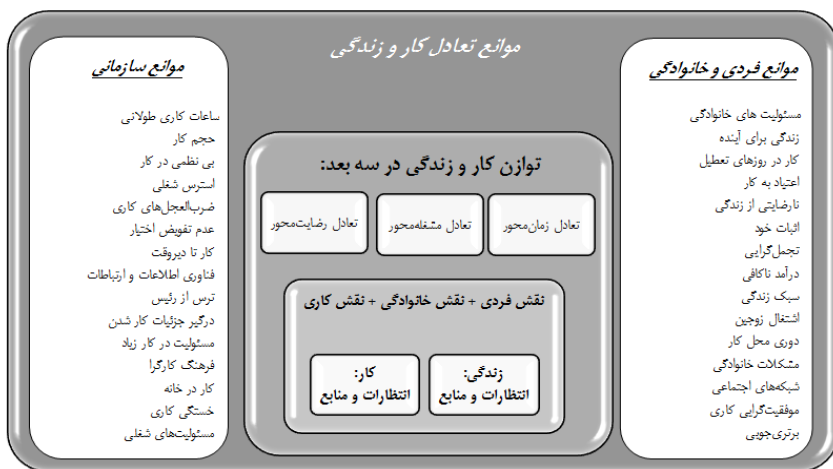 موانع تعادل کار و زندگی
موانع فردی و خانوادگی
مسئولیت های خانوادگی
زندگی برای آینده
کار در روزهای تعطیل
اعتیاد به کار
نارضایتی از زندگی
اثبات خود
تجمل‌گرایی
درآمد ناکافی
سبک زندگی
اشتغال زوجین
دوری محل کار
مشکلات خانوادگی
شبکه‌های اجتماعی
موفقیت‌گرایی کاری
برتری‌جویی
توازن کار و زندگی در سه بعد:
تعادل زمان‌محور
تعادل مشغله‌محور
تعادل رضایت‌محور
نقش فردی + نقش خانوادگی + نقش کاری
زندگی:
انتظارات و منابع
کار:
انتظارات و منابع
موانع سازمانی
ساعات کاری طولانی
حجم کار
بی نظمی در کار
استرس شغلی
ضرب‌العجل‌های کاری
عدم تفویض اختیار
کار تا دیروقت
فناوری اطلاعات و ارتباطات
ترس از رئیس
درگیر جزئیات کار شدن
مسئولیت در کار زیاد
فرهنگ کارگرا
کار در خانه
خستگی کاری
مسئولیت‌های شغلی